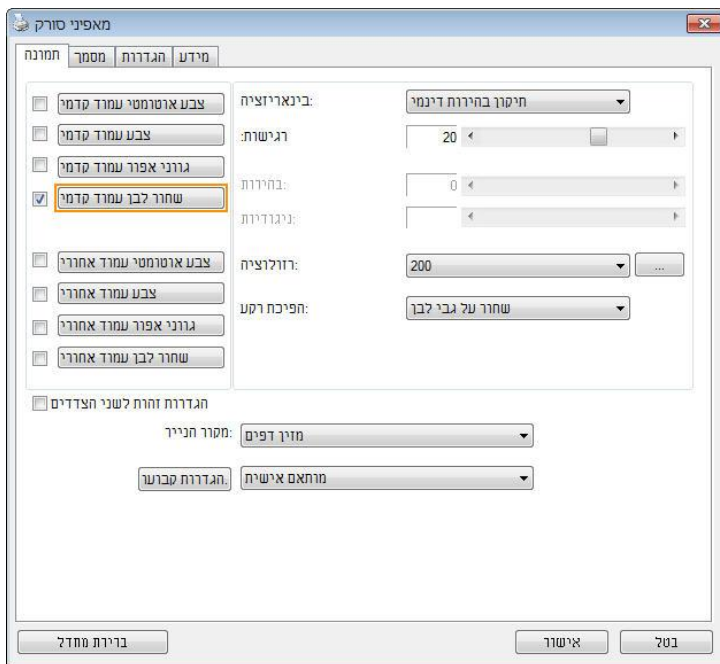 מאפיני סורק
תמונה מסמך הגדרות מידע
צבע אוטומטי עמוד קדמי
צבע עמוד קדמי
גווני אפור עמוד קדמי
שחור לבן עמוד קדמי
צבע אוטומטי עמוד אחורי
צבע עמוד אחורי
גווני אפור עמוד אחורי
שחור לבן עמוד אחורי
בינאריזציה: תיקון בהירות דינמי
רגישות: 20
בהירות: 0
ניגודיות:
רזולוציה: 200 ...
הפיכת רקע: שחור על גבי לבן
הגדרות זהות לשני הצדדים
מקור הנייר: מזין דפים
הגדרות קבוער. מותאם אישית
ברירת מחדל אישור בטל